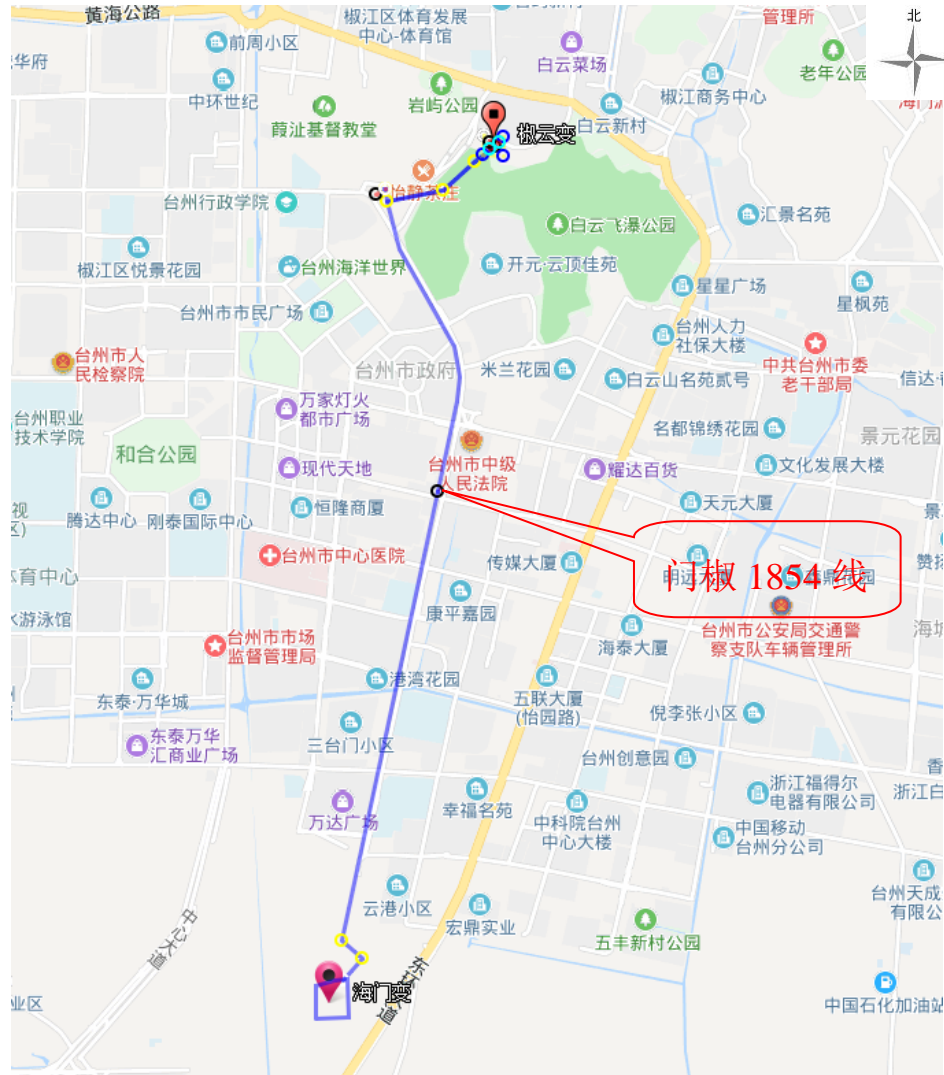 黄海公路
椒江区体育发展
中心-体育馆
管理所
北
前周小区
白云菜场
老年公园
华府
中环世纪
岩屿公园
椒江商务中心
葭沚基督教堂
白云新村
椒云变
怡静茶庄
台州行政学院
汇景名苑
白云飞瀑公园
椒江区悦景花园
台州海洋世界
开元·云顶佳苑
星星广场
星枫苑
台州市市民广场
台州人力
社保大楼
台州市人
民检察院
台州市政府
米兰花园
白云山名苑贰号
中共台州市委
老干部局
信达·
万家灯火
都市广场
台州职业
技术学院
名都锦绣花园
景元花园
和合公园
现代天地
台州市中级
人民法院
耀达百货
文化发展大楼
腾达中心
刚泰国际中心
恒隆商厦
天元大厦
台州市中心医院
传媒大厦
门椒 1854 线
体育中心
康平嘉园
游泳馆
台州市公安局交通警
察支队车辆管理所
台州市市场
监督管理局
海泰大厦
港湾花园
东泰·万华城
五联大厦
(怡园路)
倪李张小区
东泰万华
汇商业广场
三台门小区
台州创意园
浙江福得尔
电器有限公司
万达广场
幸福名苑
中科院台州
中心大楼
中国移动
台州分公司
云港小区
宏鼎实业
台州天成
有限公
五丰新村公园
中心大道
东环大道
海门变
业区
中国石化加油站